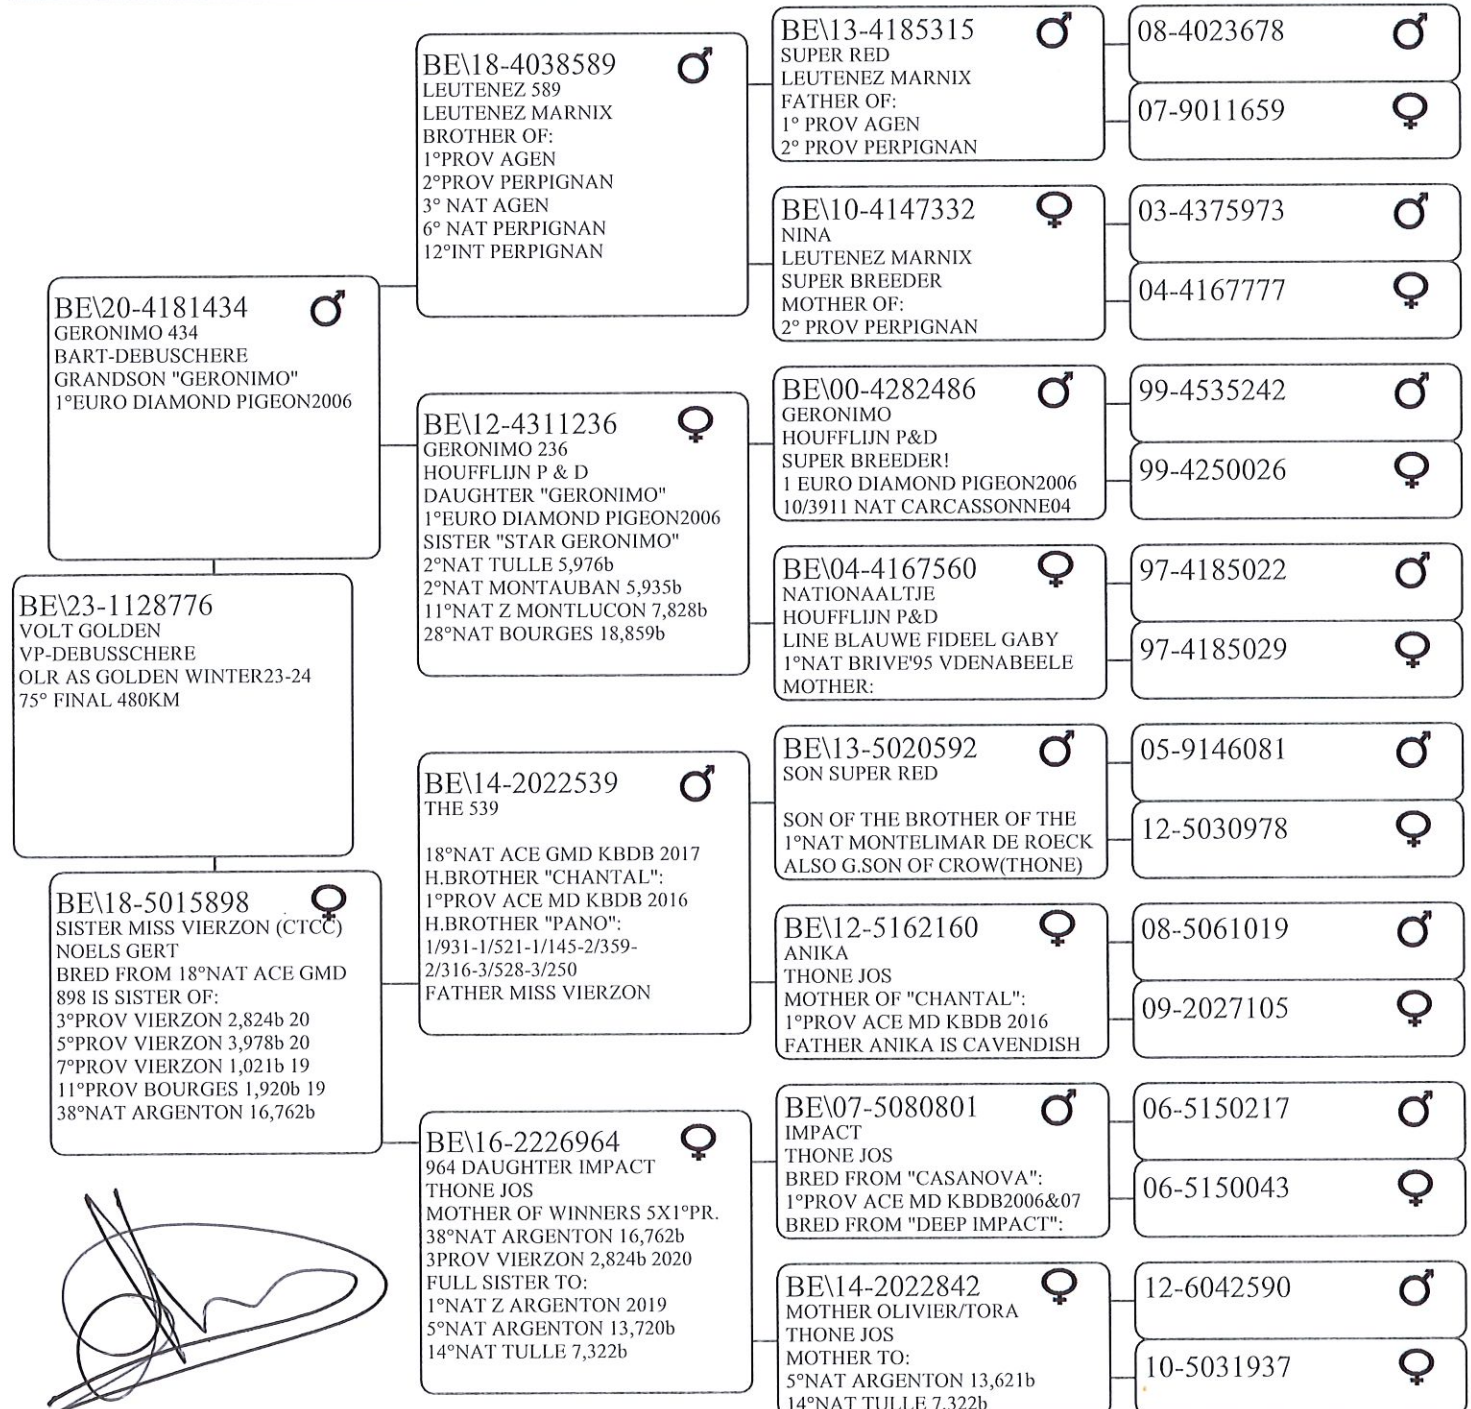 BE\23-1128776
VOLT GOLDEN
VP-DEBUSSCHERE
OLR AS GOLDEN WINTER23-24
75° FINAL 480KM
BE\20-4181434
GERONIMO 434
BART-DEBUSCHERE
GRANDSON "GERONIMO"
1°EURO DIAMOND PIGEON2006
BE\18-5015898
SISTER MISS VIERZON (CTCC)
NOELS GERT
BRED FROM 18°NAT ACE GMD
898 IS SISTER OF:
3°PROV VIERZON 2,824b 20
5°PROV VIERZON 3,978b 20
7°PROV VIERZON 1,021b 19
11°PROV BOURGES 1,920b 19
38°NAT ARGENTON 16,762b
BE\18-4038589
LEUTENEZ 589
LEUTENEZ MARNIX
BROTHER OF:
1°PROV AGEN
2°PROV PERPIGNAN
3° NAT AGEN
6° NAT PERPIGNAN
12°INT PERPIGNAN
BE\12-4311236
GERONIMO 236
HOUFFLIJN P & D
DAUGHTER "GERONIMO"
1°EURO DIAMOND PIGEON2006
SISTER "STAR GERONIMO"
2°NAT TULLE 5,976b
2°NAT MONTAUBAN 5,935b
11°NAT Z MONTLUCON 7,828b
28°NAT BOURGES 18,859b
BE\14-2022539
THE 539
18°NAT ACE GMD KBDB 2017
H.BROTHER "CHANTAL":
1°PROV ACE MD KBDB 2016
H.BROTHER "PANO":
1/931-1/521-1/145-2/359-
2/316-3/528-3/250
FATHER MISS VIERZON
BE\16-2226964
964 DAUGHTER IMPACT
THONE JOS
MOTHER OF WINNERS 5X1°PR.
38°NAT ARGENTON 16,762b
3PROV VIERZON 2,824b 2020
FULL SISTER TO:
1°NAT Z ARGENTON 2019
5°NAT ARGENTON 13,720b
14°NAT TULLE 7,322b
BE\13-4185315
SUPER RED
LEUTENEZ MARNIX
FATHER OF:
1° PROV AGEN
2° PROV PERPIGNAN
BE\10-4147332
NINA
LEUTENEZ MARNIX
SUPER BREEDER
MOTHER OF:
2° PROV PERPIGNAN
BE\00-4282486
GERONIMO
HOUFFLIJN P&D
SUPER BREEDER!
1 EURO DIAMOND PIGEON2006
10/3911 NAT CARCASSONNE04
BE\04-4167560
NATIONAALTJE
HOUFFLIJN P&D
LINE BLAUWE FIDEEL GABY
1°NAT BRIVE'95 VDENABEELE
MOTHER:
BE\13-5020592
SON SUPER RED
SON OF THE BROTHER OF THE
1°NAT MONTELIMAR DE ROECK
ALSO G.SON OF CROW(THONE)
BE\12-5162160
ANIKA
THONE JOS
MOTHER OF "CHANTAL":
1°PROV ACE MD KBDB 2016
FATHER ANIKA IS CAVENDISH
BE\07-5080801
IMPACT
THONE JOS
BRED FROM "CASANOVA":
1°PROV ACE MD KBDB2006&07
BRED FROM "DEEP IMPACT":
BE\14-2022842
MOTHER OLIVIER/TORA
THONE JOS
MOTHER TO:
5°NAT ARGENTON 13,621b
14°NAT TULLE 7,322b
08-4023678
07-9011659
03-4375973
04-4167777
99-4535242
99-4250026
97-4185022
97-4185029
05-9146081
12-5030978
08-5061019
09-2027105
06-5150217
06-5150043
12-6042590
10-5031937